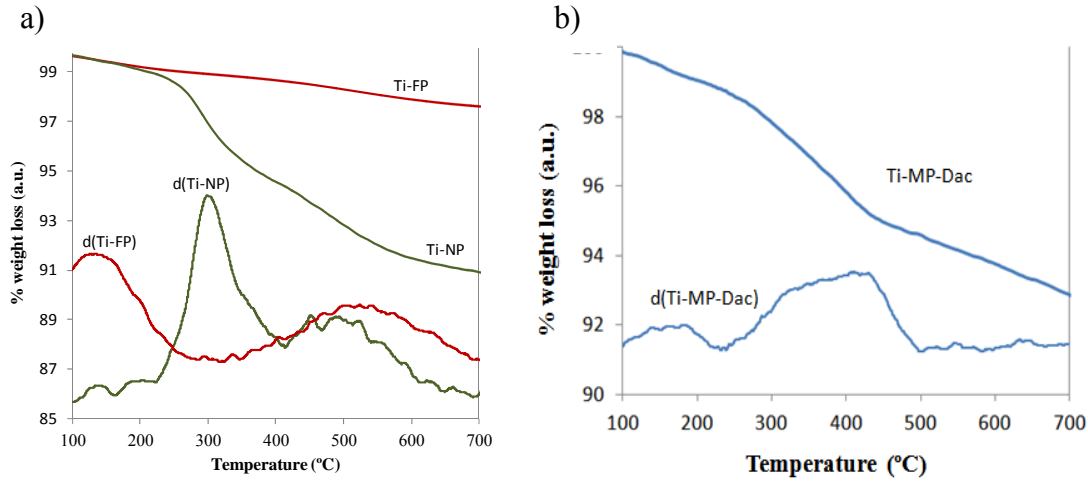 a)
% weight loss (a.u.)
99
97
95
93
91
89
87
85
Ti-FP
d(Ti-NP)
d(Ti-FP)
Ti-NP
100 200 300 400 500 600 700
Temperature (ºC)
b)
% weight loss (a.u.)
98
96
94
92
90
Ti-MP-Dac
d(Ti-MP-Dac)
100 200 300 400 500 600 700
Temperature (ºC)